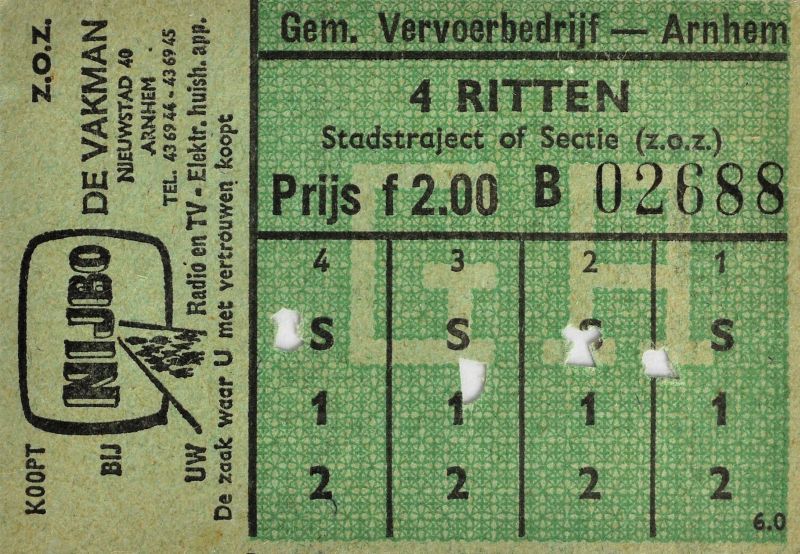 Gem. Vervoerbedrijf — Arnhem
4 RITTEN
Stadstraject of Sectie (z.o.z.)
Prijs f 2.00 B 02688
4 3 2 1
S S S S
1 1 1 1
2 2 2 2
6.0
GA
Z.O.Z.
KOOPT BIJ UW
NIJBO
DE VAKMAN
NIEUWSTAD 40
ARNHEM
TEL. 43 69 44 - 43 69 45
Radio en TV - Elektr. huish. app.
De zaak waar U met vertrouwen koopt